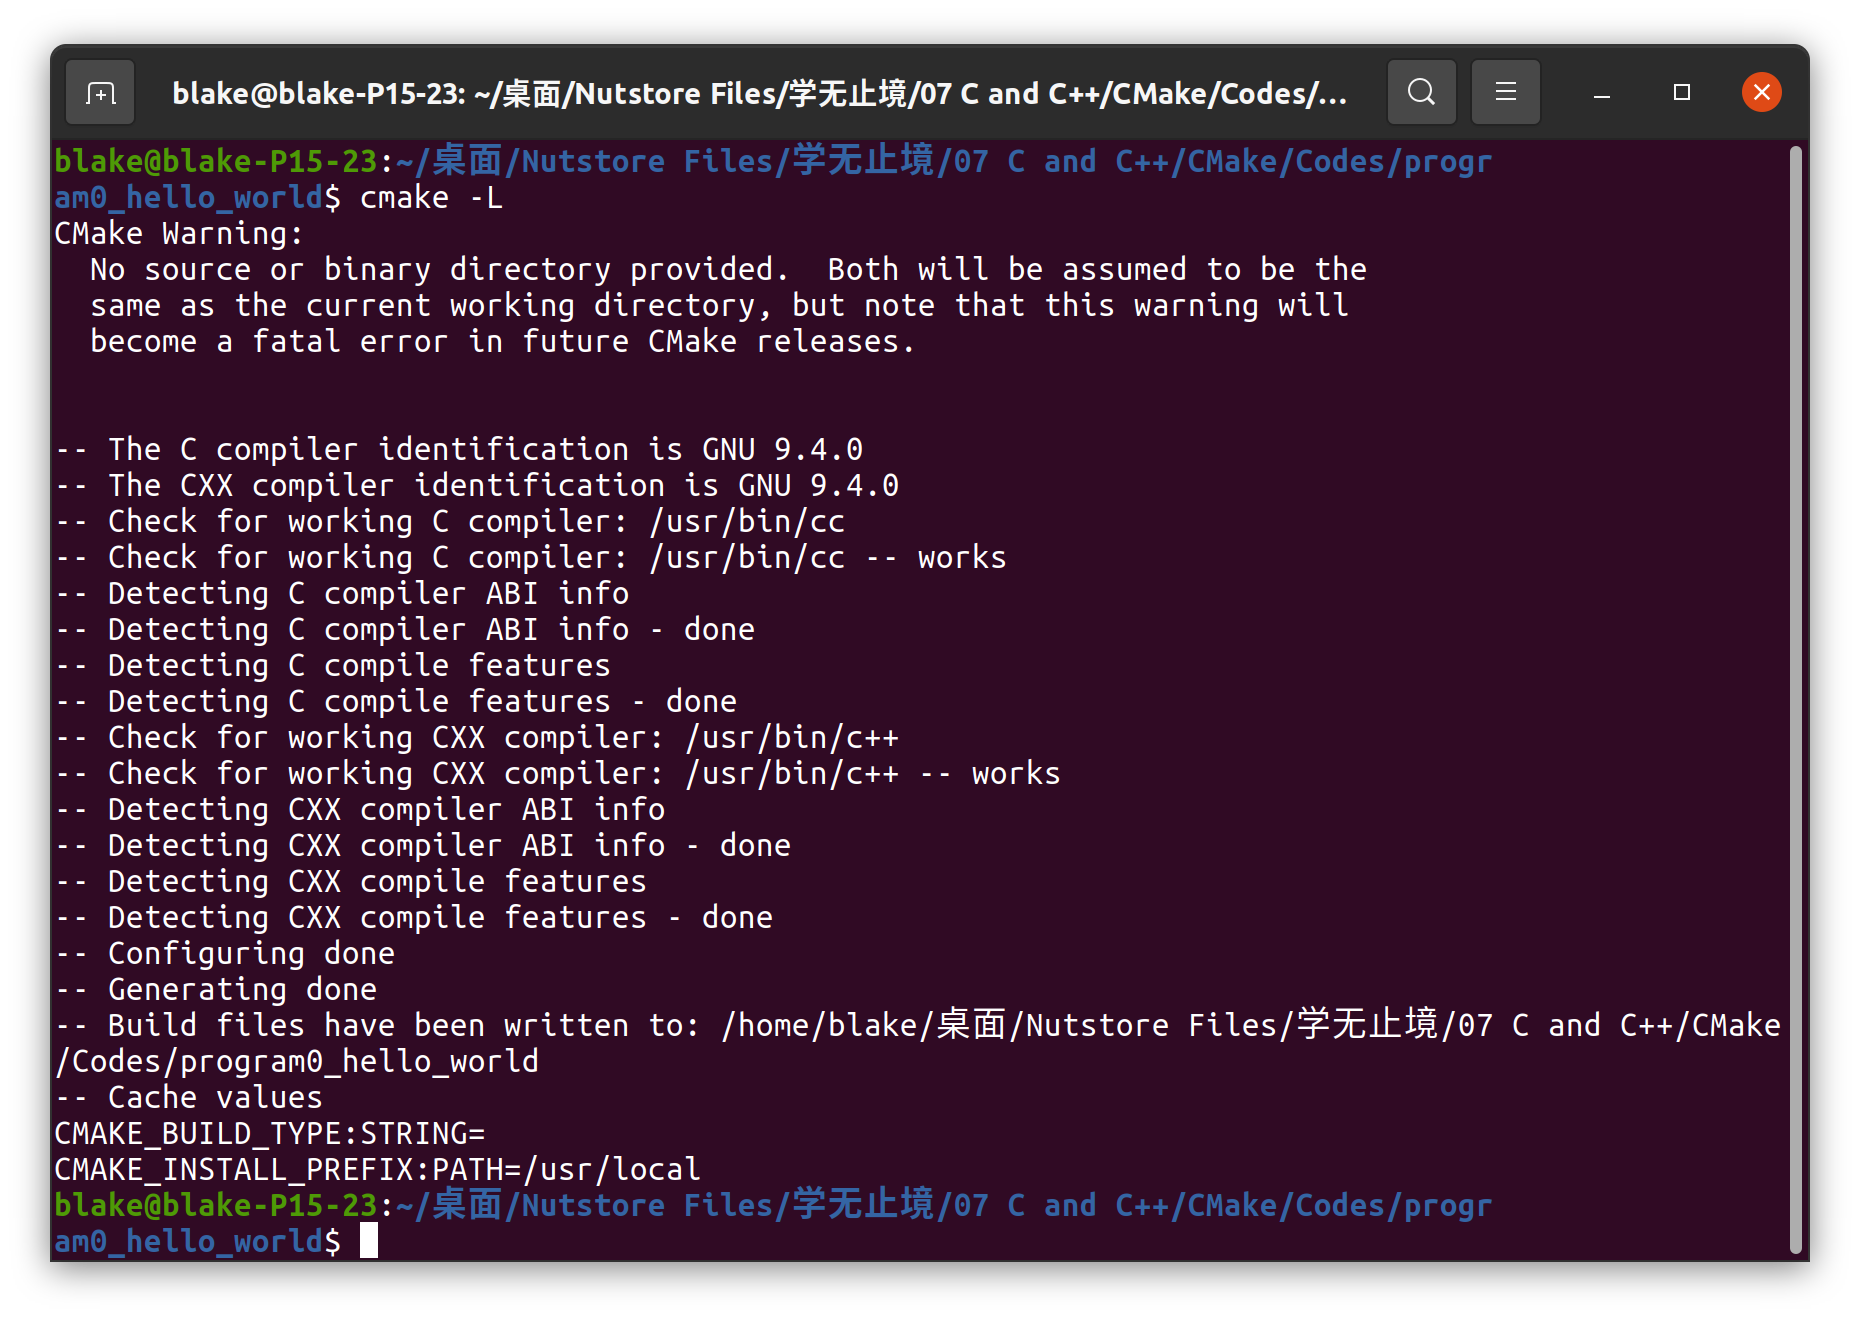 blake@blake-P15-23: ~/桌面/Nutstore Files/学无止境/07 C and C++/CMake/Codes/...
blake@blake-P15-23:~/桌面/Nutstore Files/学无止境/07 C and C++/CMake/Codes/progr
am0_hello_world$ cmake -L
CMake Warning:
  No source or binary directory provided.  Both will be assumed to be the
  same as the current working directory, but note that this warning will
  become a fatal error in future CMake releases.
-- The C compiler identification is GNU 9.4.0
-- The CXX compiler identification is GNU 9.4.0
-- Check for working C compiler: /usr/bin/cc
-- Check for working C compiler: /usr/bin/cc -- works
-- Detecting C compiler ABI info
-- Detecting C compiler ABI info - done
-- Detecting C compile features
-- Detecting C compile features - done
-- Check for working CXX compiler: /usr/bin/c++
-- Check for working CXX compiler: /usr/bin/c++ -- works
-- Detecting CXX compiler ABI info
-- Detecting CXX compiler ABI info - done
-- Detecting CXX compile features
-- Detecting CXX compile features - done
-- Configuring done
-- Generating done
-- Build files have been written to: /home/blake/桌面/Nutstore Files/学无止境/07 C and C++/CMake
/Codes/program0_hello_world
-- Cache values
CMAKE_BUILD_TYPE:STRING=
CMAKE_INSTALL_PREFIX:PATH=/usr/local
blake@blake-P15-23:~/桌面/Nutstore Files/学无止境/07 C and C++/CMake/Codes/progr
am0_hello_world$